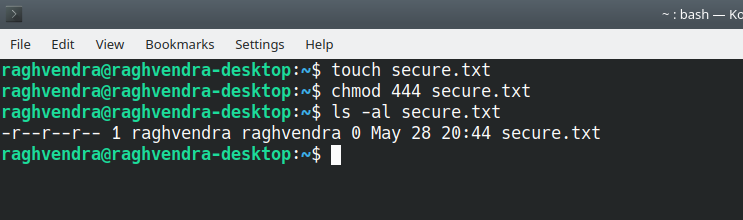 ~ : bash — Ko
File Edit View Bookmarks Settings Help
raghvendra@raghvendra-desktop:~$ touch secure.txt
raghvendra@raghvendra-desktop:~$ chmod 444 secure.txt
raghvendra@raghvendra-desktop:~$ ls -al secure.txt
-r--r--r-- 1 raghvendra raghvendra 0 May 28 20:44 secure.txt
raghvendra@raghvendra-desktop:~$